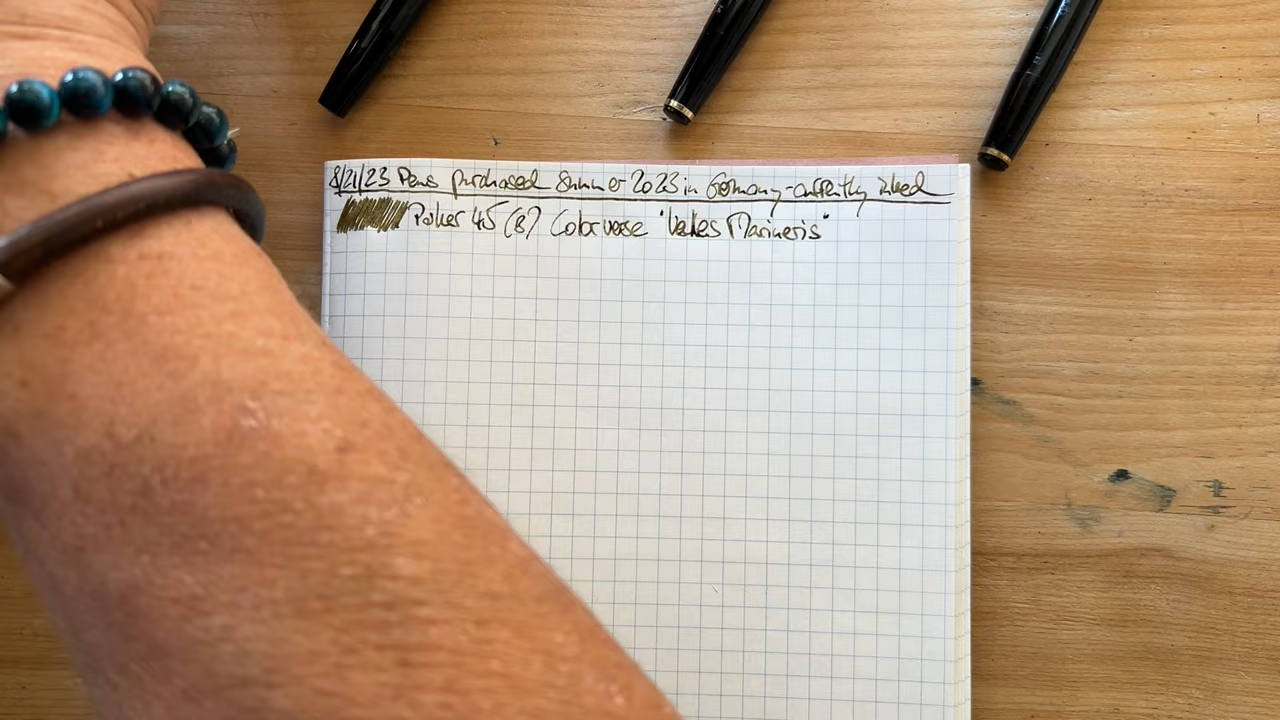 8/21/23 Pens purchased Summer 2023 in Germany - currently inked
Parker 45 (B) Colorverse "Valles Marineris"